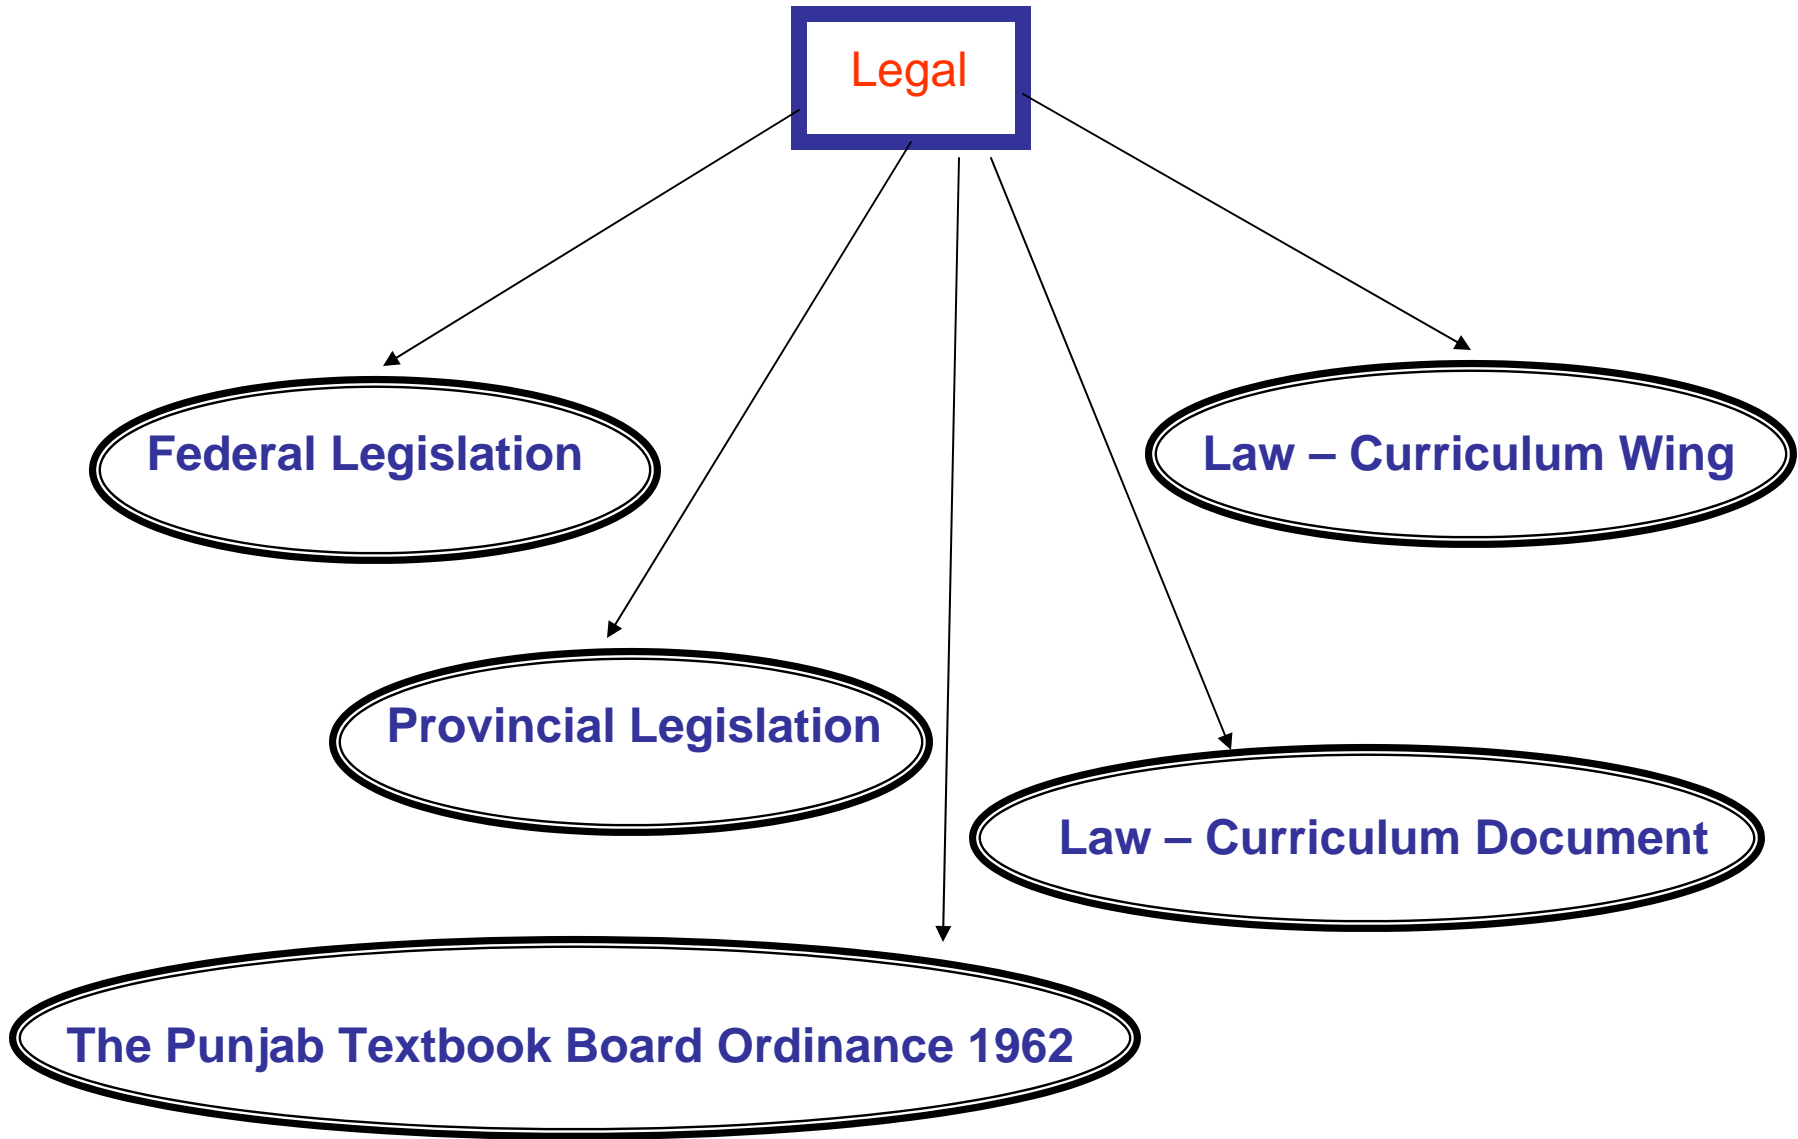 Legal
Federal Legislation
Law – Curriculum Wing
Provincial Legislation
Law – Curriculum Document
The Punjab Textbook Board Ordinance 1962